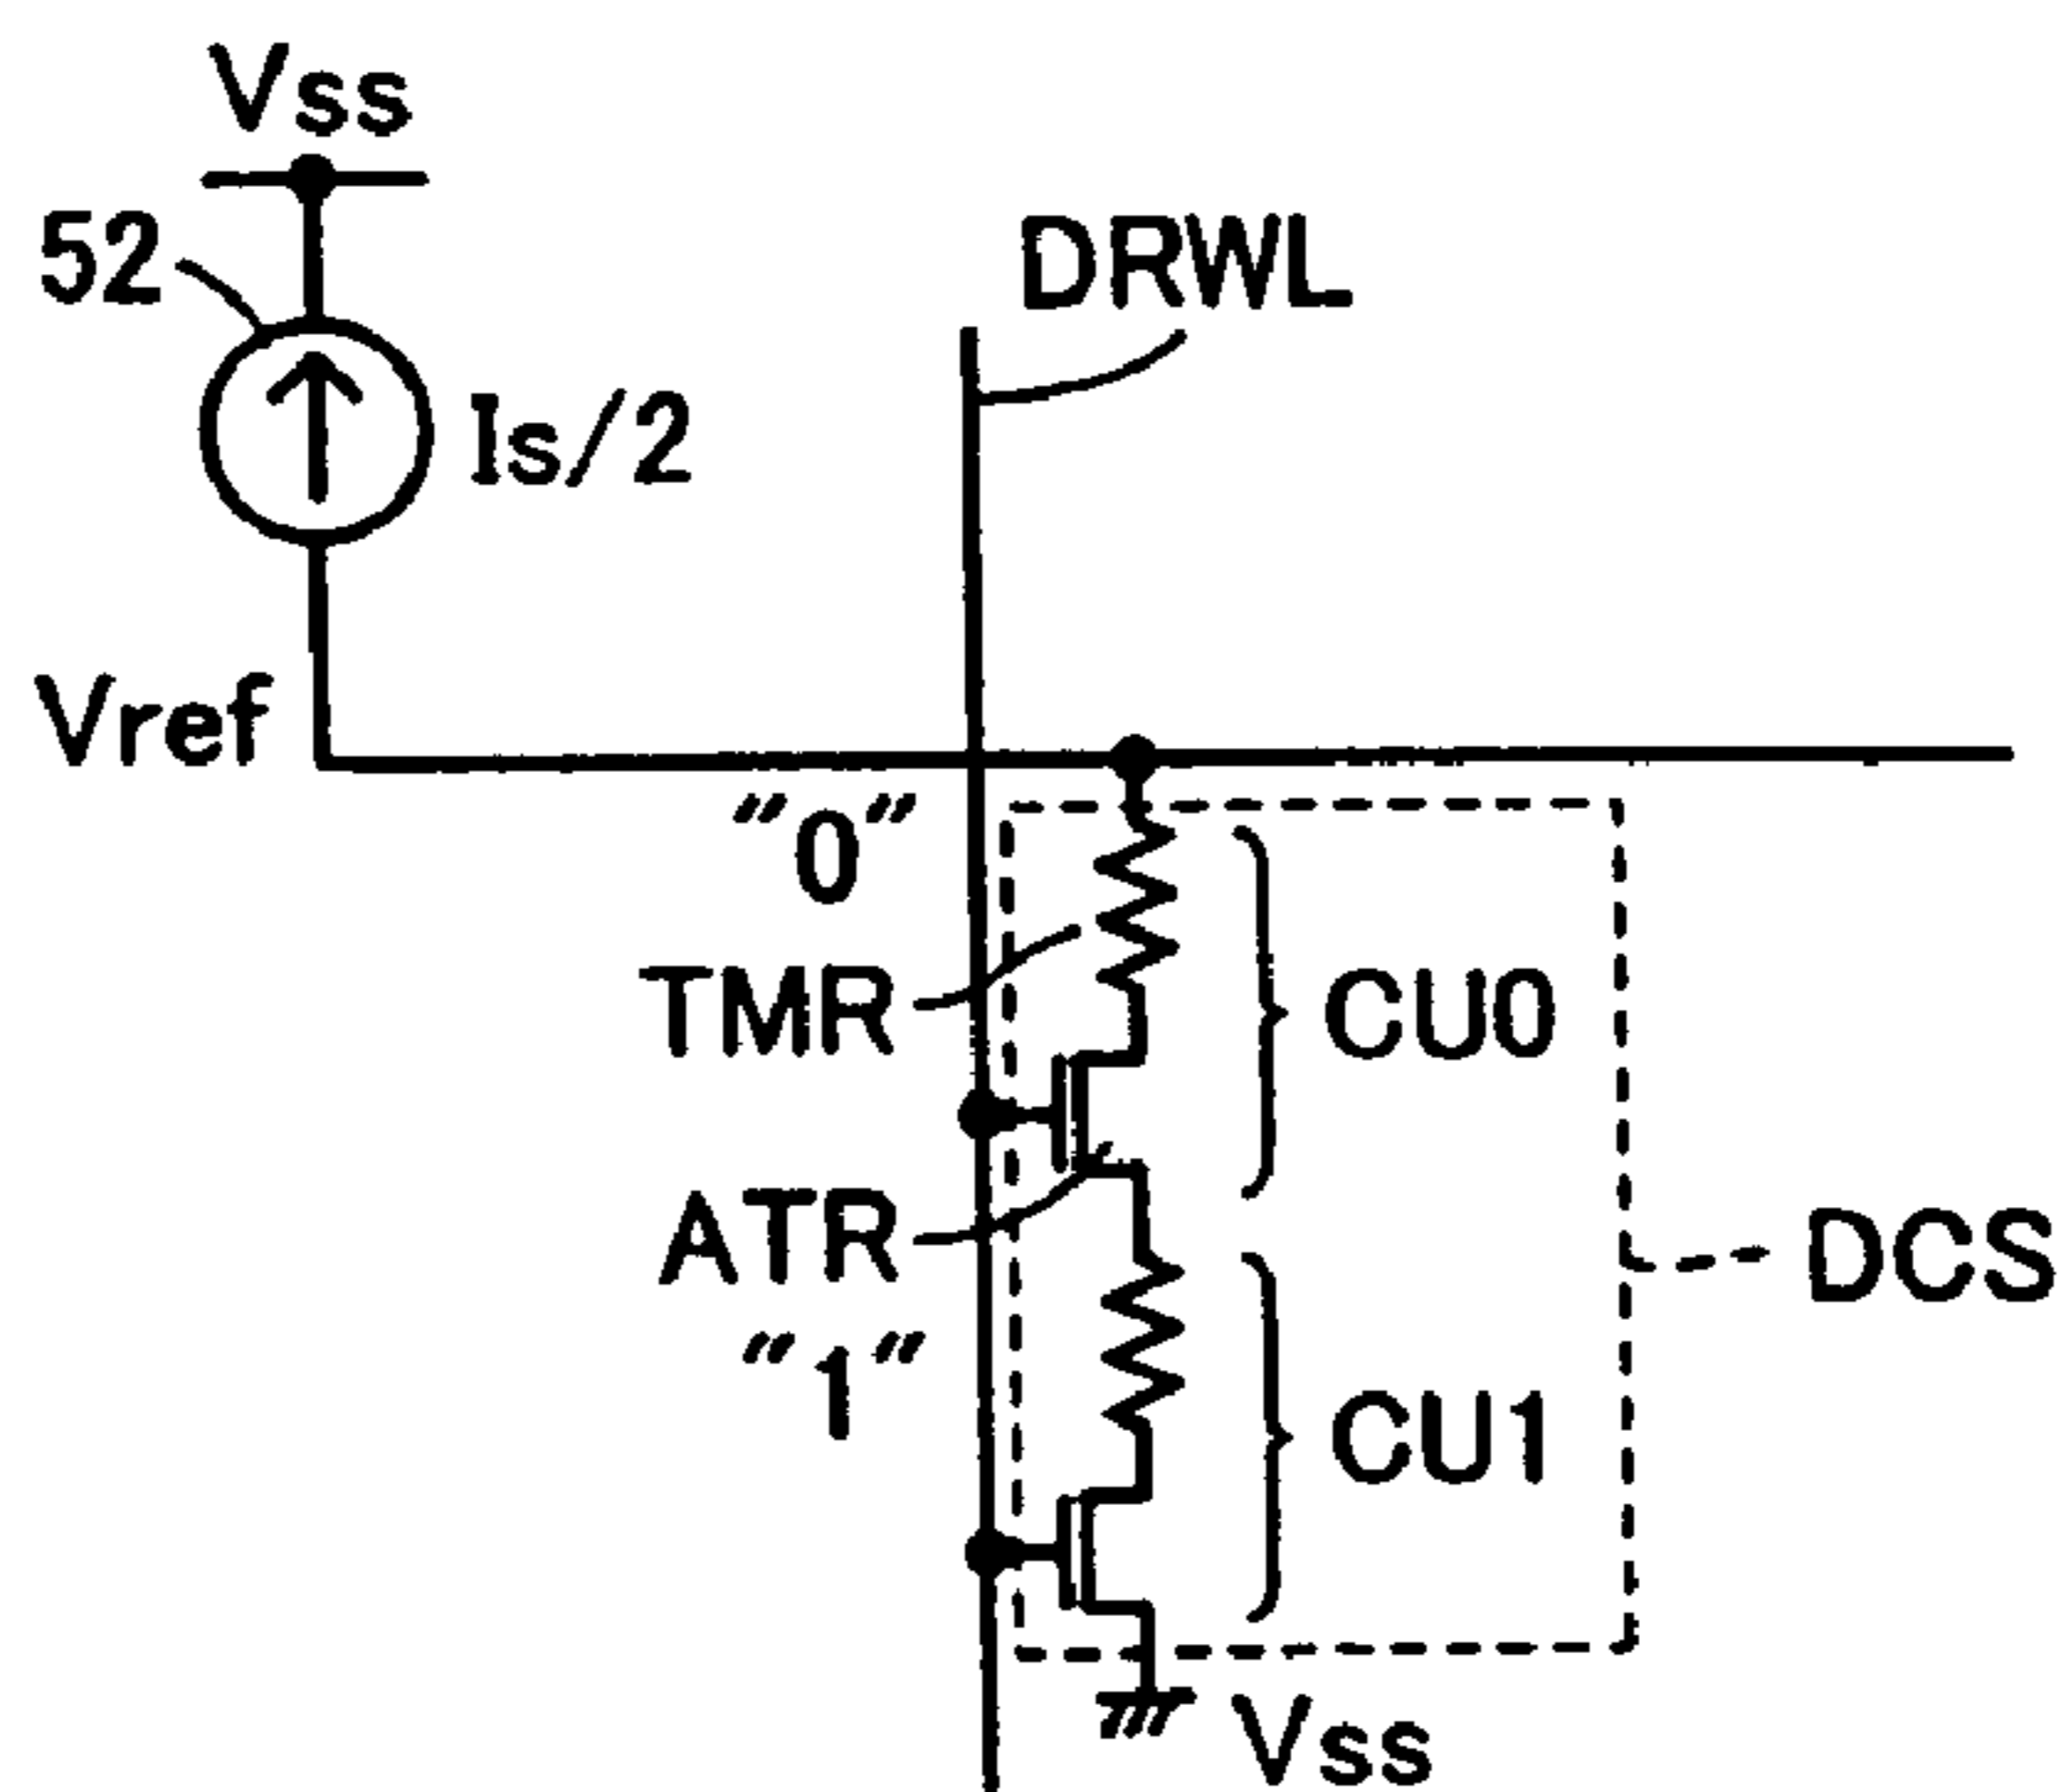 Vss
52
DRWL
Is/2
Vref
"0"
TMR
CU0
ATR
DCS
"1"
CU1
Vss